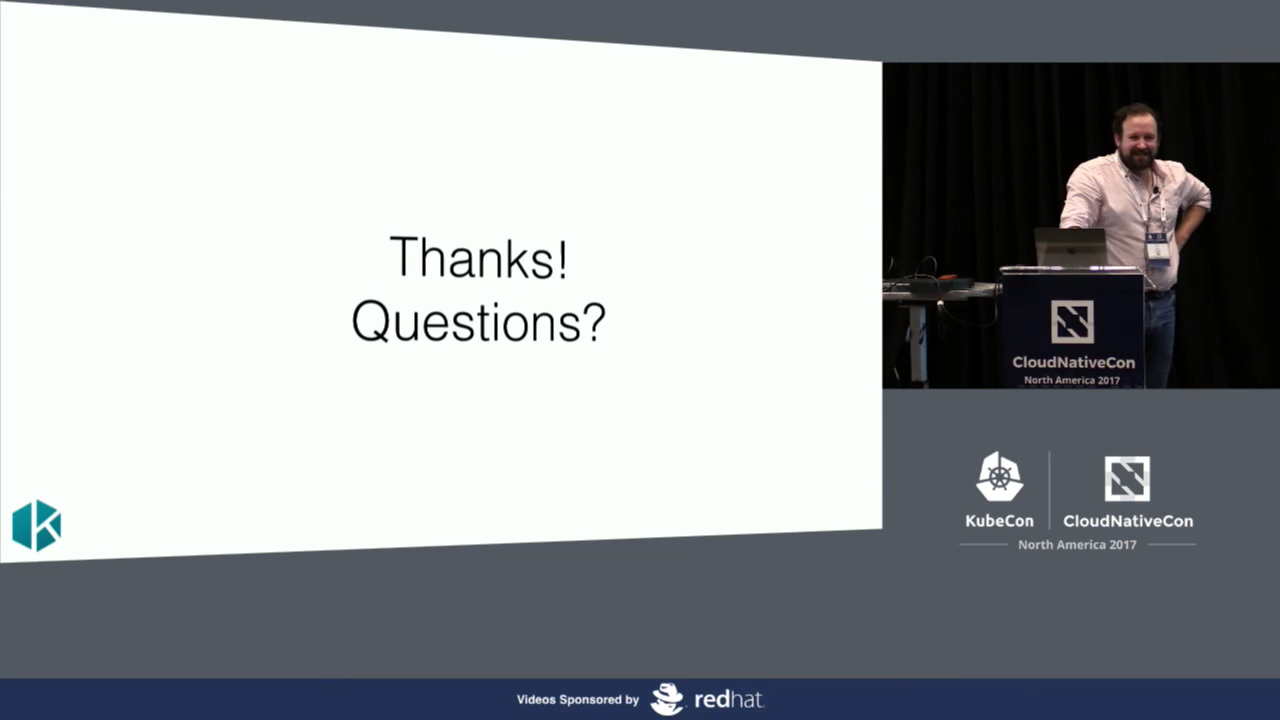 Thanks!
Questions?
CloudNativeCon
North America 2017
KubeCon
CloudNativeCon
North America 2017
Videos Sponsored by redhat.